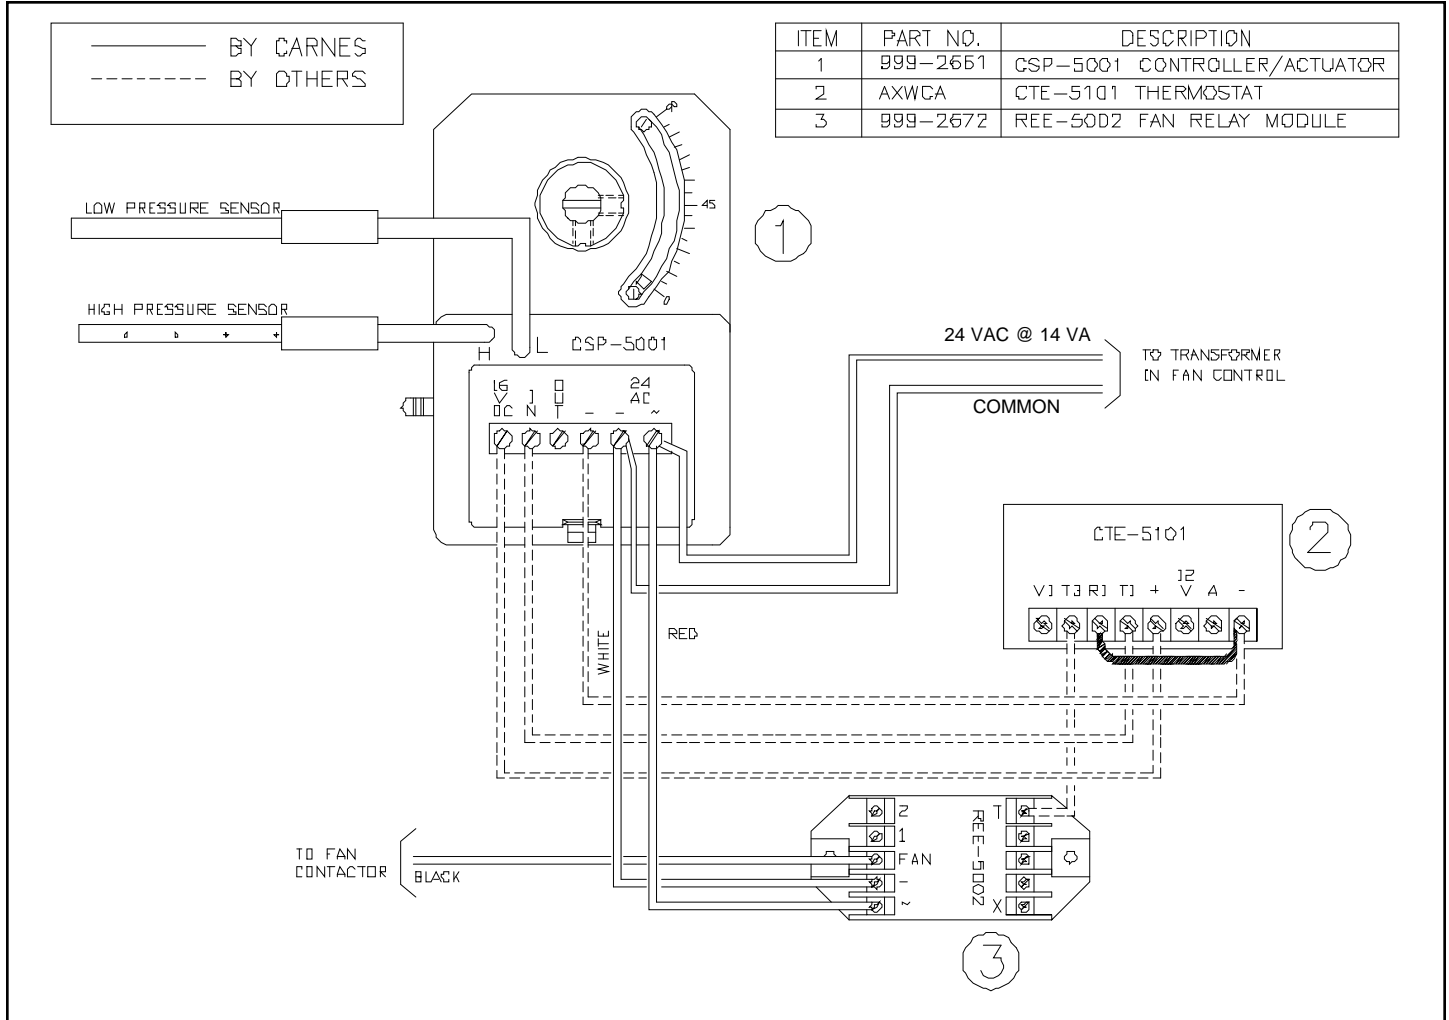 BY CARNES
BY OTHERS
ITEM PART NO. DESCRIPTION
1 999-2661 CSP-5001 CONTROLLER/ACTUATOR
2 AXWCA CTE-5101 THERMOSTAT
3 999-2672 REE-5002 FAN RELAY MODULE
90
45
0
LOW PRESSURE SENSOR
HIGH PRESSURE SENSOR
1
H L CSP-5001
16 VDC IN OUT - - 24 AC ~
24 VAC @ 14 VA
COMMON
TO TRANSFORMER
IN FAN CONTROL
CTE-5101
2
V1 T3 R1 T1 + 12 V A -
WHITE
RED
TO FAN
CONTACTOR
BLACK
2
1
FAN
-
~
REE-5002
T
X
3